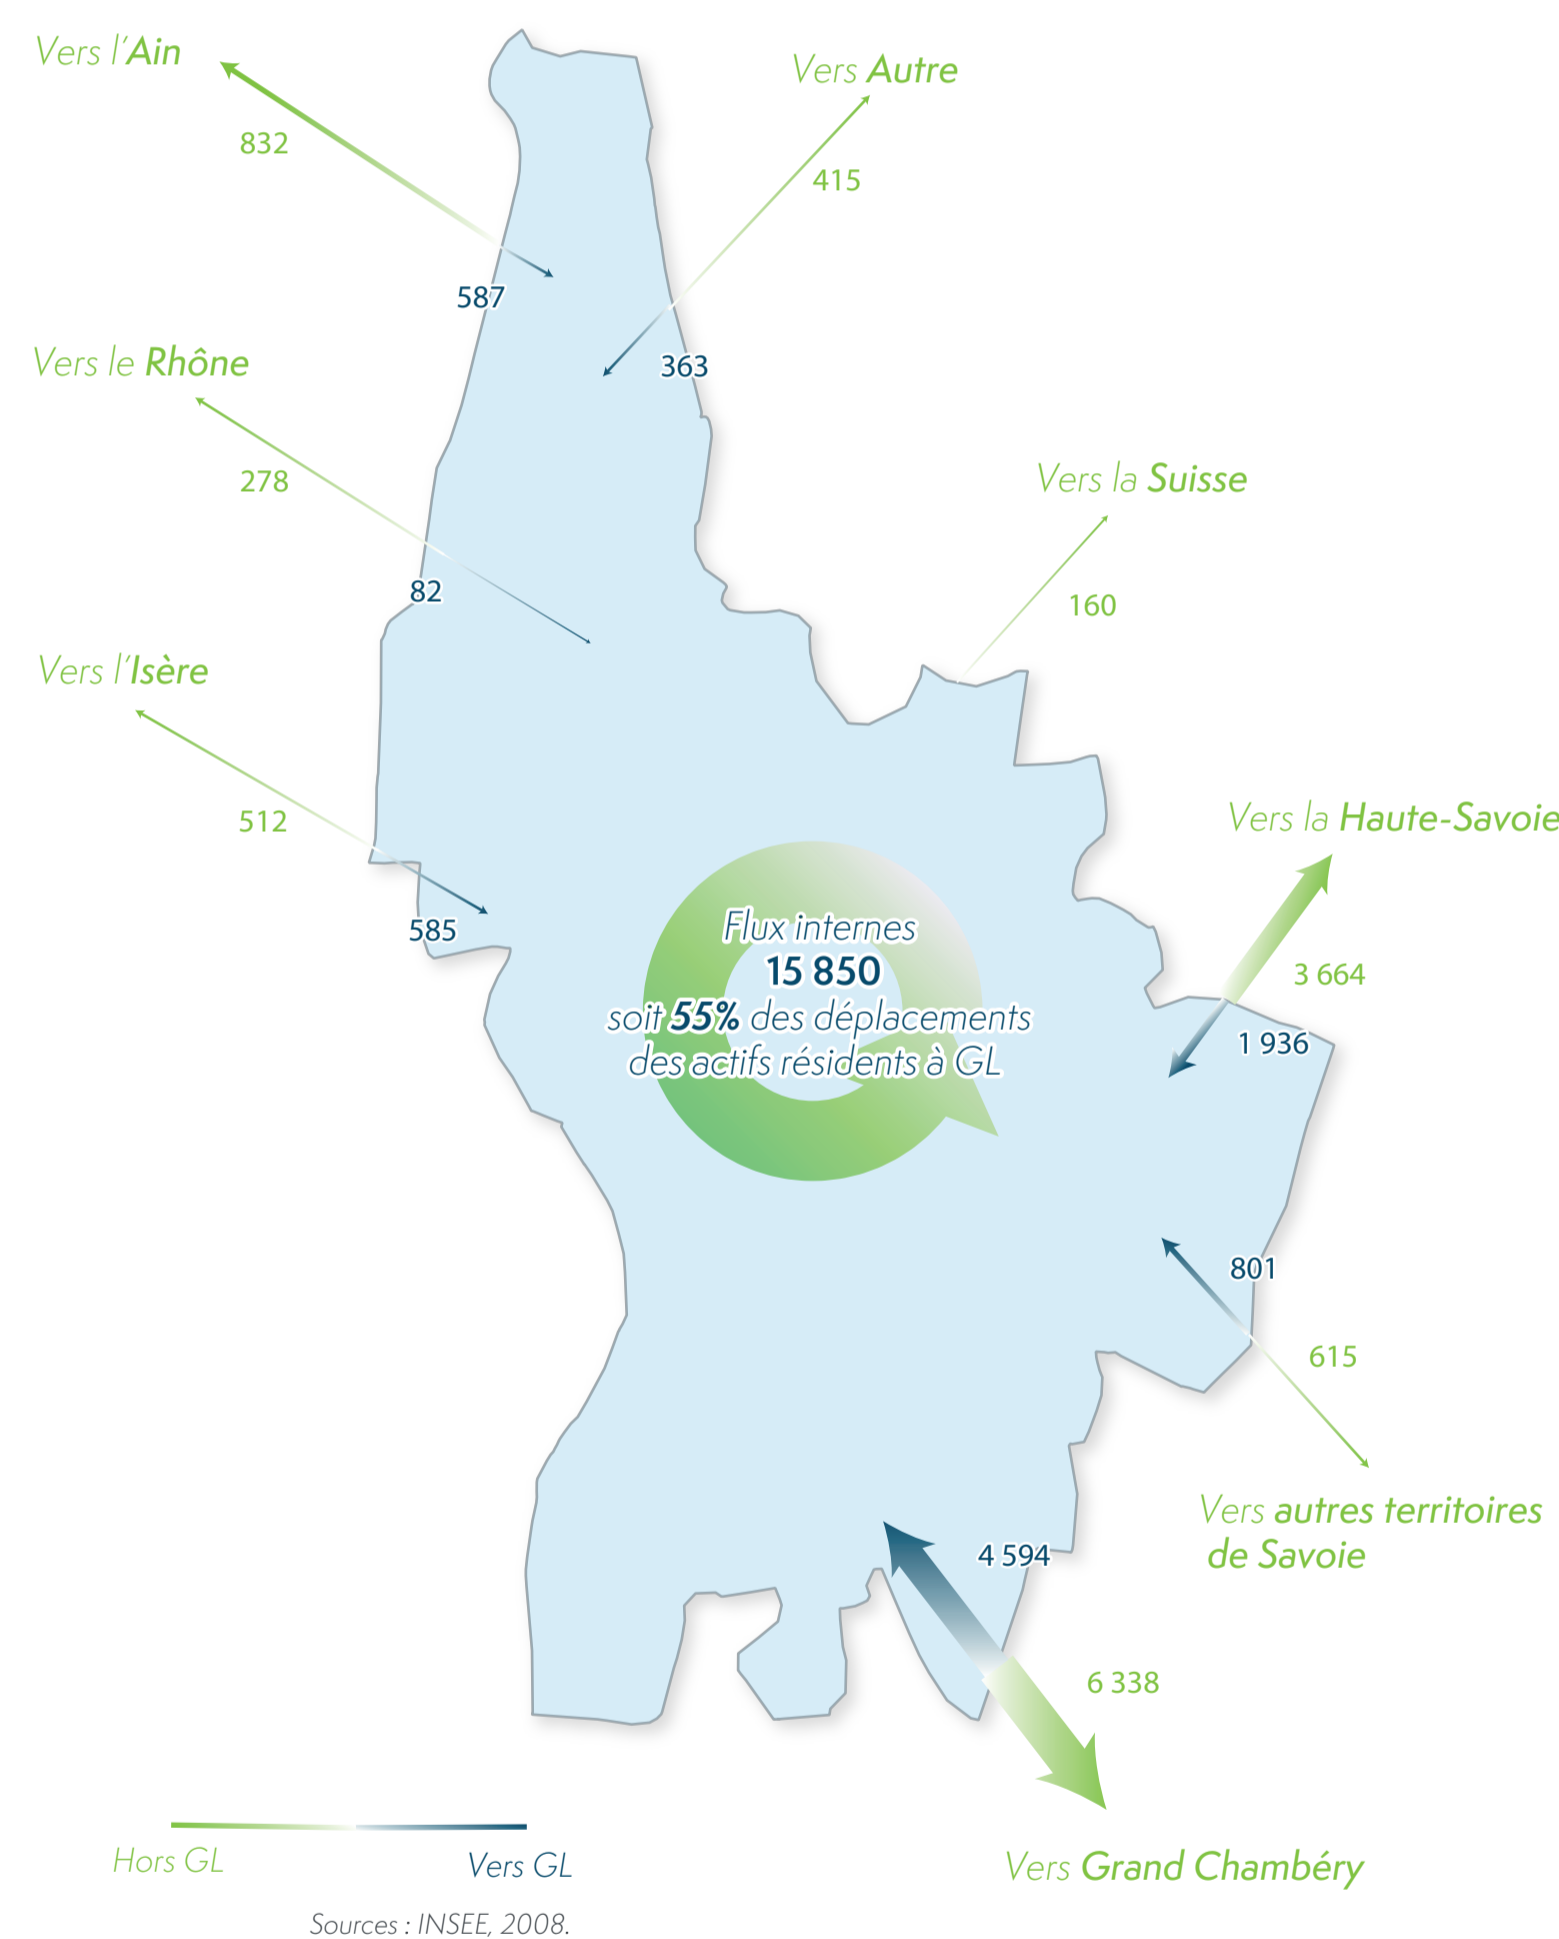 Vers l'Ain
832
587
Vers Autre
415
363
Vers le Rhône
278
82
Vers la Suisse
160
Vers l'Isère
512
585
Vers la Haute-Savoie
3 664
1 936
Flux internes
15 850
soit 55% des déplacements
des actifs résidents à GL
801
615
Vers autres territoires
de Savoie
4 594
6 338
Vers Grand Chambéry
Hors GL
Vers GL
Sources : INSEE, 2008.